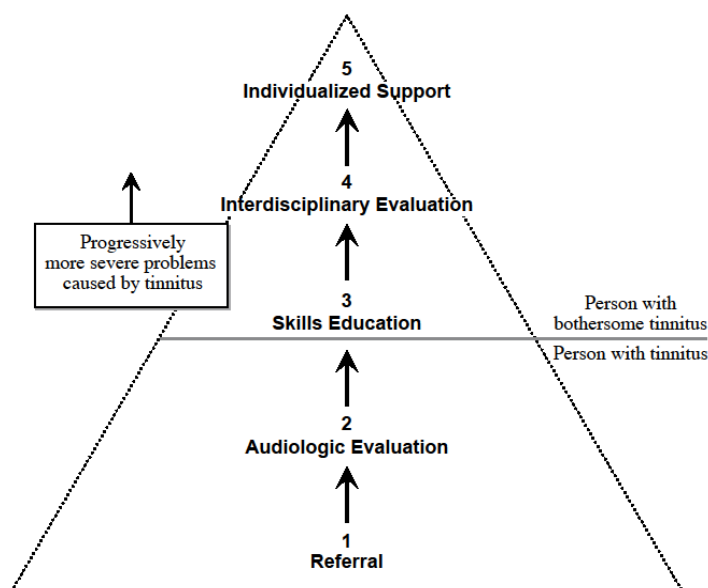 5
Individualized Support
4
Interdisciplinary Evaluation
Progressively
more severe problems
caused by tinnitus
3
Skills Education
Person with
bothersome tinnitus
Person with tinnitus
2
Audiologic Evaluation
1
Referral